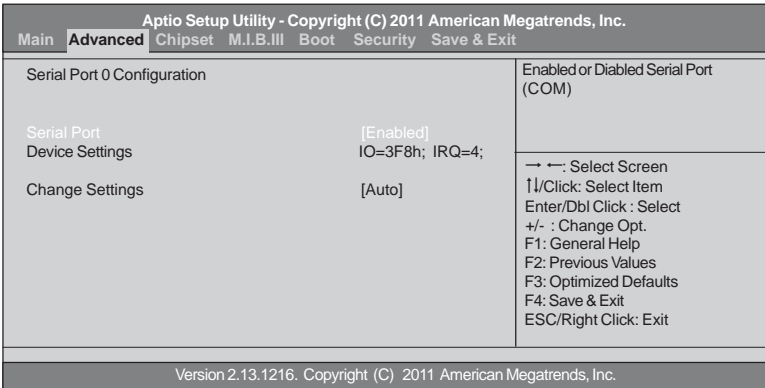 Aptio Setup Utility - Copyright (C) 2011 American Megatrends, Inc.
Main Advanced Chipset M.I.B.III Boot Security Save & Exit
Serial Port 0 Configuration
Serial Port [Enabled]
Device Settings IO=3F8h; IRQ=4;
Change Settings [Auto]
Enabled or Diabled Serial Port
(COM)
→ ←: Select Screen
↑↓/Click: Select Item
Enter/Dbl Click : Select
+/- : Change Opt.
F1: General Help
F2: Previous Values
F3: Optimized Defaults
F4: Save & Exit
ESC/Right Click: Exit
Version 2.13.1216. Copyright (C) 2011 American Megatrends, Inc.